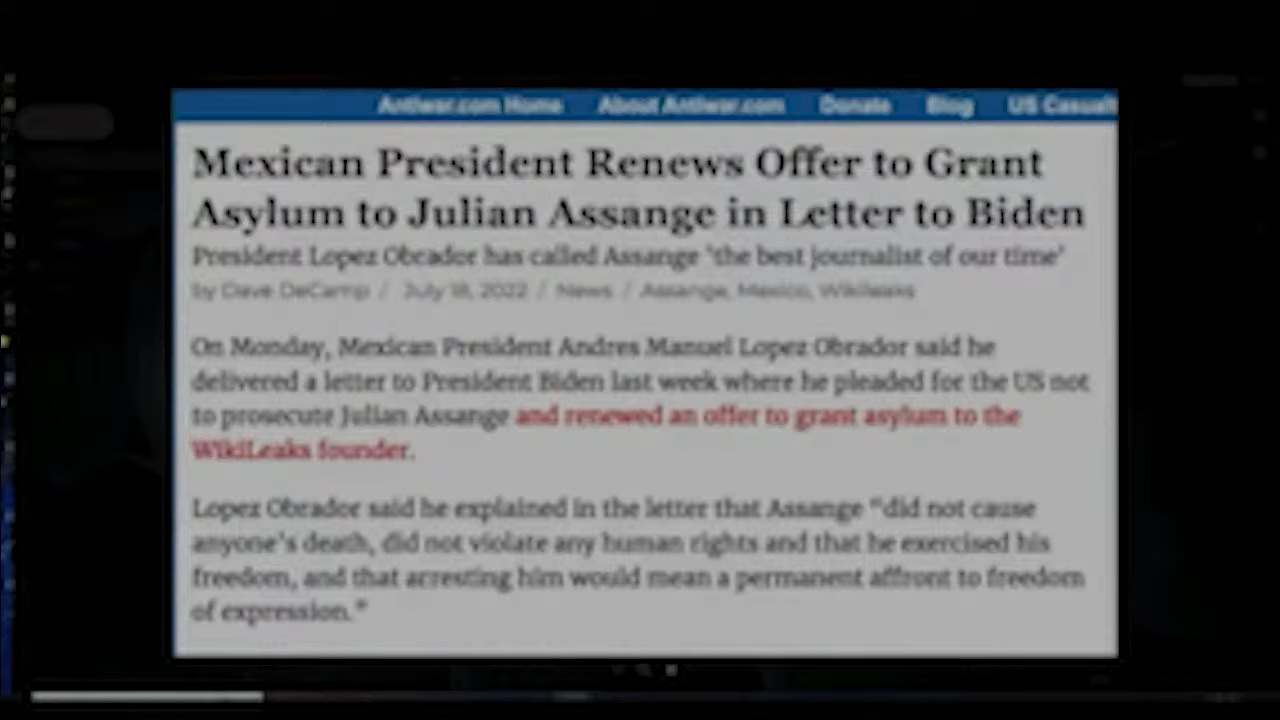 Antiwar.com Home About Antiwar.com Donate Blog US Casualt
Mexican President Renews Offer to Grant
Asylum to Julian Assange in Letter to Biden
President Lopez Obrador has called Assange 'the best journalist of our time'
by Dave DeCamp / July 18, 2022 / News / Assange, Mexico, Wikileaks
On Monday, Mexican President Andres Manuel Lopez Obrador said he
delivered a letter to President Biden last week where he pleaded for the US not
to prosecute Julian Assange and renewed an offer to grant asylum to the
WikiLeaks founder.
Lopez Obrador said he explained in the letter that Assange "did not cause
anyone's death, did not violate any human rights and that he exercised his
freedom, and that arresting him would mean a permanent affront to freedom
of expression."